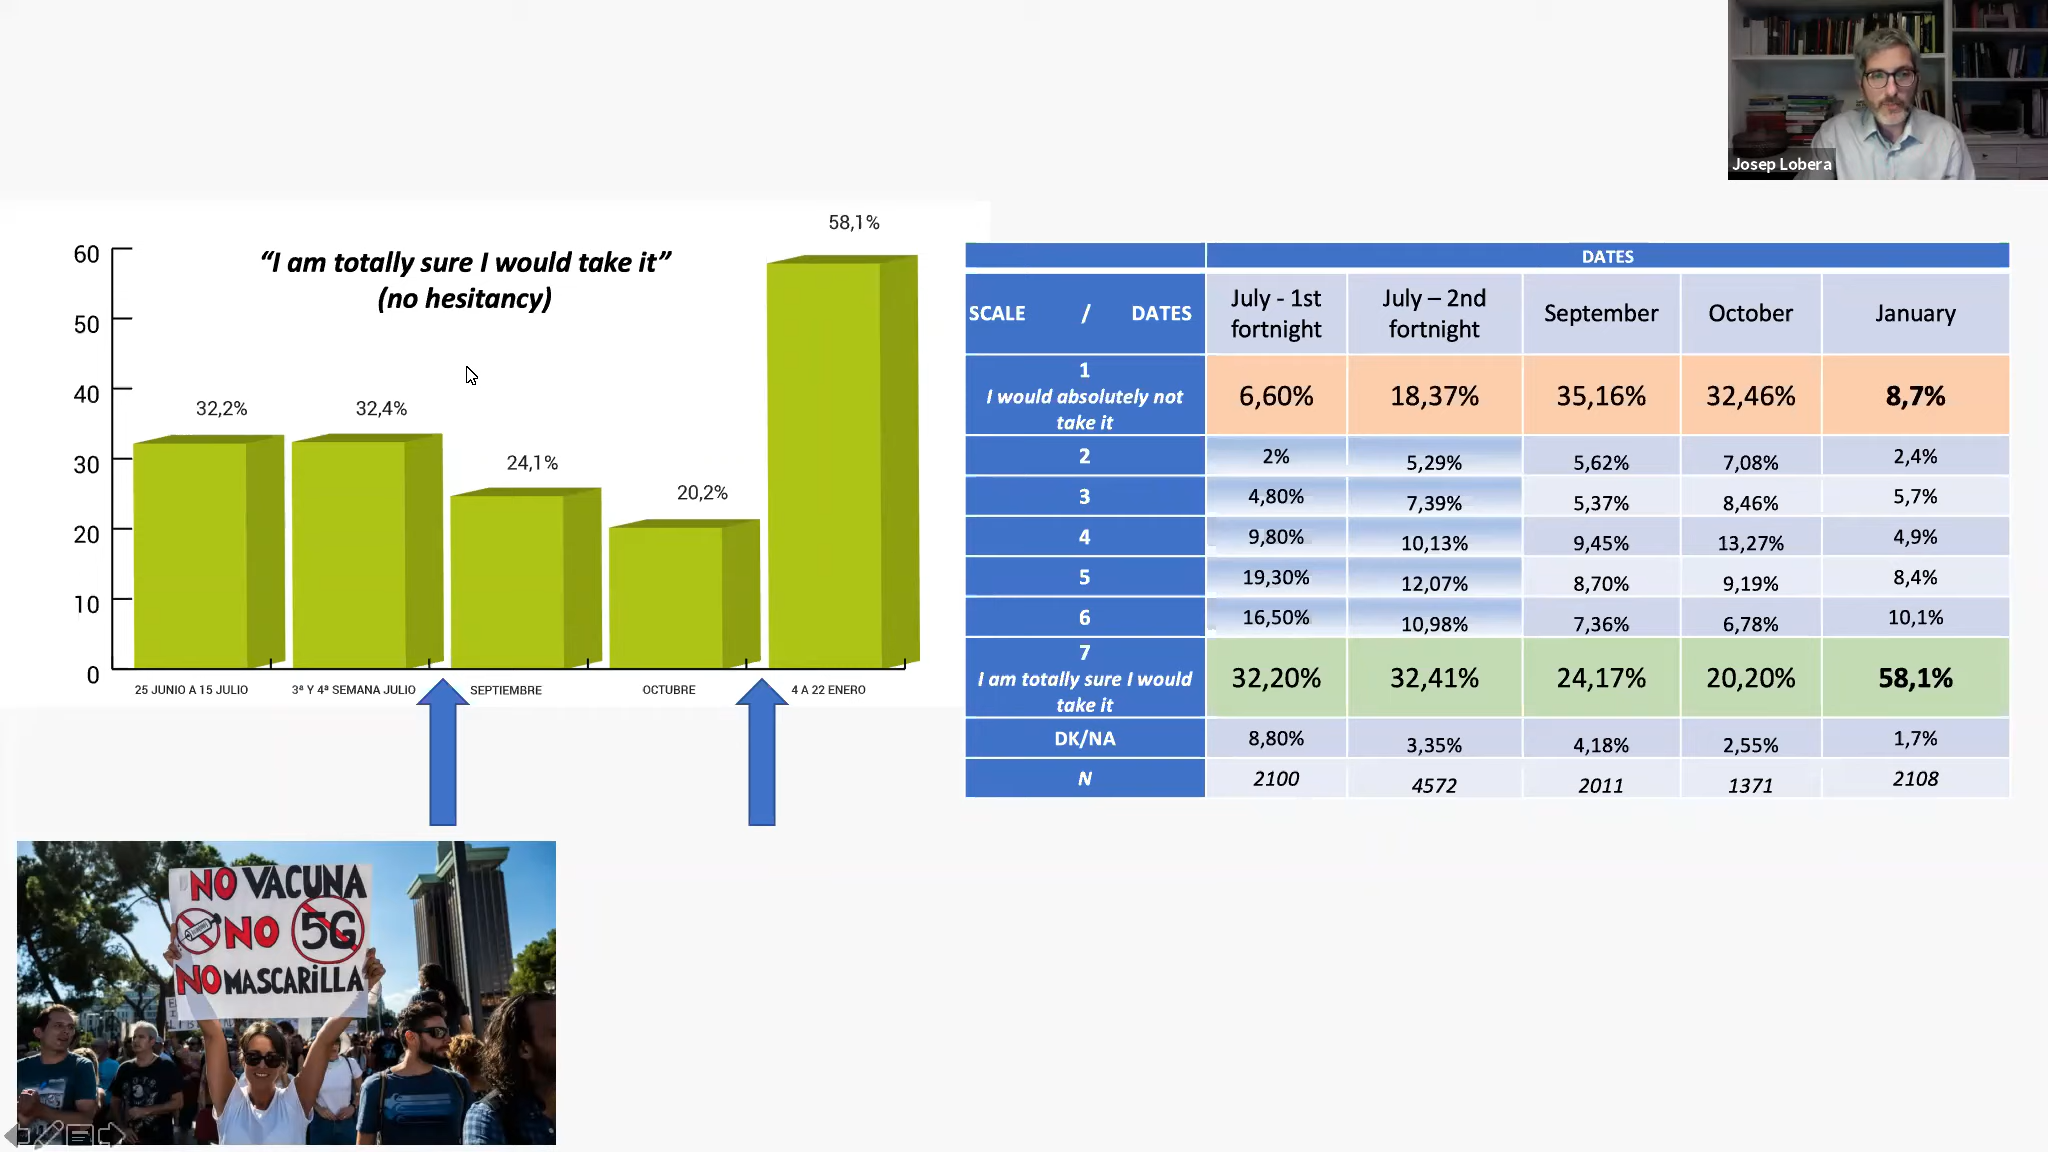 Josep Lobera
58,1%
60
50
40
30
20
10
0
“I am totally sure I would take it”
(no hesitancy)
32,2%
32,4%
24,1%
20,2%
25 JUNIO A 15 JULIO
3ª Y 4ª SEMANA JULIO
SEPTIEMBRE
OCTUBRE
4 A 22 ENERO
DATES
SCALE / DATES
July - 1st fortnight
July – 2nd fortnight
September
October
January
1
I would absolutely not
take it
6,60% 18,37% 35,16% 32,46% 8,7%
2 2% 5,29% 5,62% 7,08% 2,4%
3 4,80% 7,39% 5,37% 8,46% 5,7%
4 9,80% 10,13% 9,45% 13,27% 4,9%
5 19,30% 12,07% 8,70% 9,19% 8,4%
6 16,50% 10,98% 7,36% 6,78% 10,1%
7
I am totally sure I would
take it
32,20% 32,41% 24,17% 20,20% 58,1%
DK/NA 8,80% 3,35% 4,18% 2,55% 1,7%
N 2100 4572 2011 1371 2108
NO VACUNA
NO 5G
NO MASCARiLLA